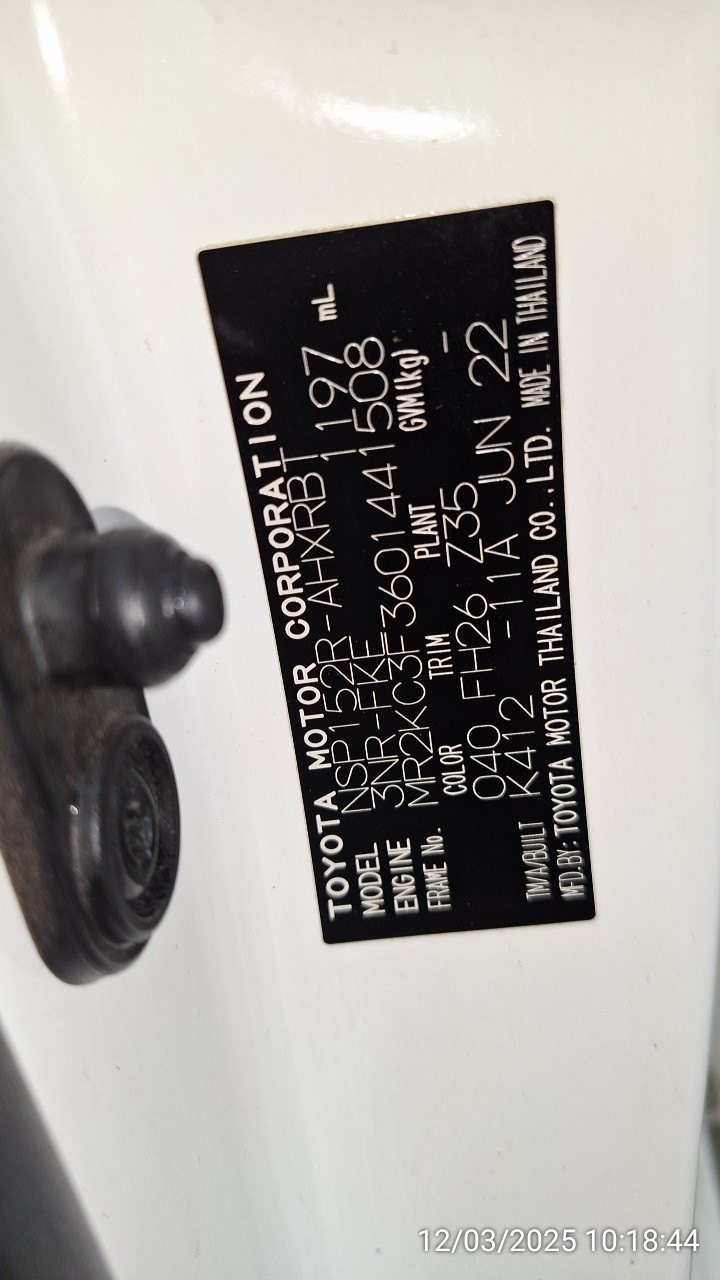 TOYOTA MOTOR CORPORATION
MODEL NSP152R-AHXRBT
ENGINE 3NR-FKE 1197 mL
FRAME No. MR2KC3F3601441508
COLOR TRIM PLANT GVM(kg)
040 FH26 Z35 -
TM/A/BUILT K412 -11A JUN 22
MFD.BY: TOYOTA MOTOR THAILAND CO.,LTD. MADE IN THAILAND
12/03/2025 10:18:44